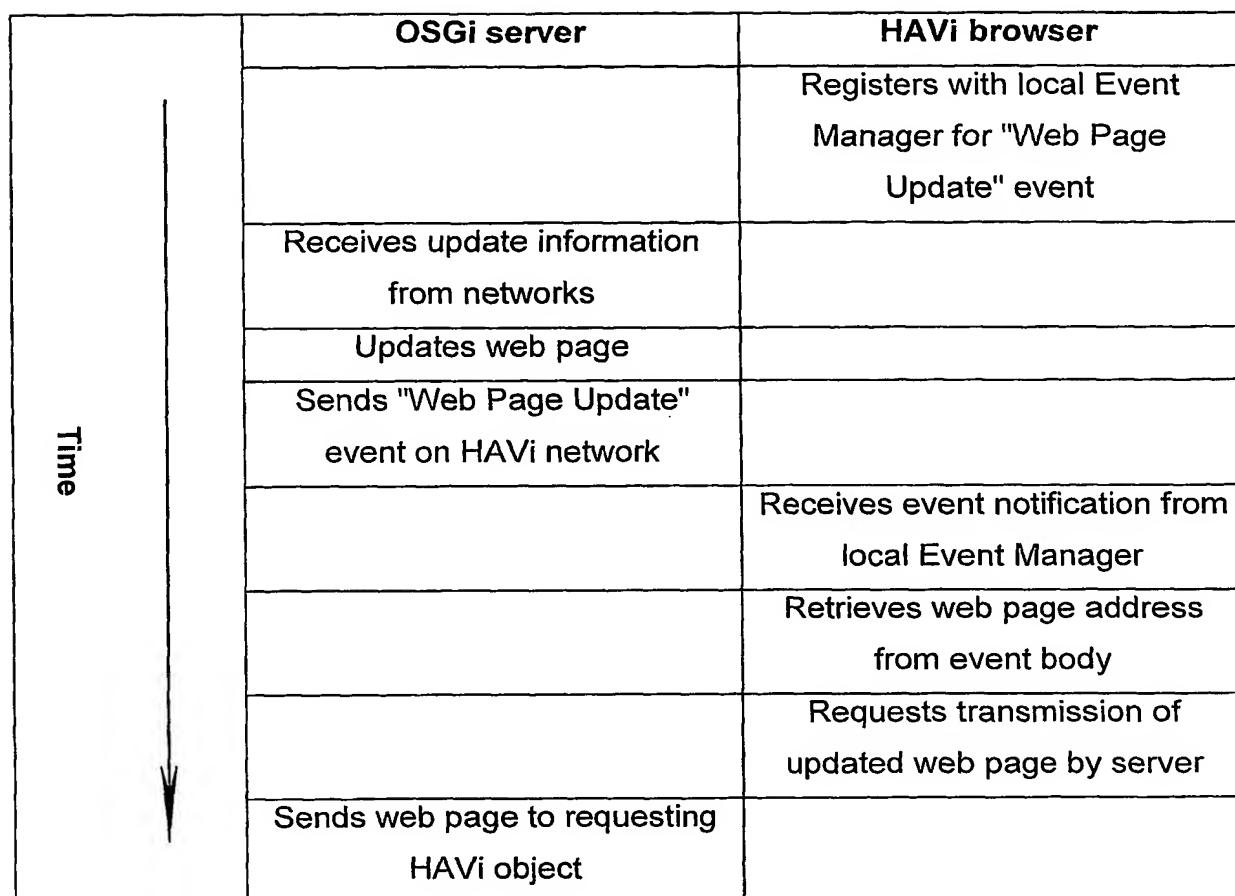 OSGi server
HAVi browser
Registers with local Event
Manager for "Web Page
Update" event
Receives update information
from networks
Updates web page
Sends "Web Page Update"
event on HAVi network
Time
Receives event notification from
local Event Manager
Retrieves web page address
from event body
Requests transmission of
updated web page by server
Sends web page to requesting
HAVi object